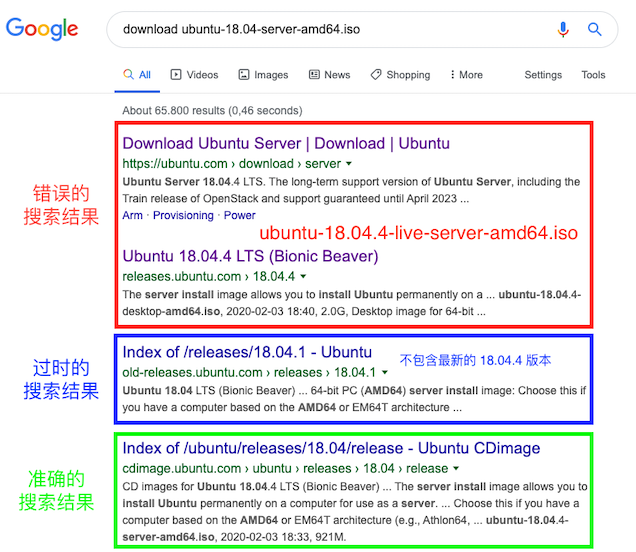 Google
download ubuntu-18.04-server-amd64.iso
All
Videos
Images
News
Shopping
More
Settings
Tools
About 65.800 results (0,46 seconds)
错误的
搜索结果
Download Ubuntu Server | Download | Ubuntu
https://ubuntu.com › download › server
Ubuntu Server 18.04.4 LTS. The long-term support version of Ubuntu Server, including the
Train release of OpenStack and support guaranteed until April 2023 ...
Arm · Provisioning · Power
ubuntu-18.04.4-live-server-amd64.iso
Ubuntu 18.04.4 LTS (Bionic Beaver)
releases.ubuntu.com › 18.04.4
The server install image allows you to install Ubuntu permanently on a ... ubuntu-18.04.4-
desktop-amd64.iso, 2020-02-03 18:40, 2.0G, Desktop image for 64-bit ...
过时的
搜索结果
Index of /releases/18.04.1 - Ubuntu
不包含最新的 18.04.4 版本
old-releases.ubuntu.com › releases › 18.04.1
Ubuntu 18.04 LTS (Bionic Beaver) ... 64-bit PC (AMD64) server install image: Choose this if
you have a computer based on the AMD64 or EM64T architecture ...
准确的
搜索结果
Index of /ubuntu/releases/18.04/release - Ubuntu CDimage
cdimage.ubuntu.com › ubuntu › releases › 18.04 › release
CD images for Ubuntu 18.04.4 LTS (Bionic Beaver) ... The server install image allows you to
install Ubuntu permanently on a computer for use as a server. ... Choose this if you have a
computer based on the AMD64 or EM64T architecture (e.g., Athlon64, ... ubuntu-18.04.4-
server-amd64.iso, 2020-02-03 18:33, 921M.